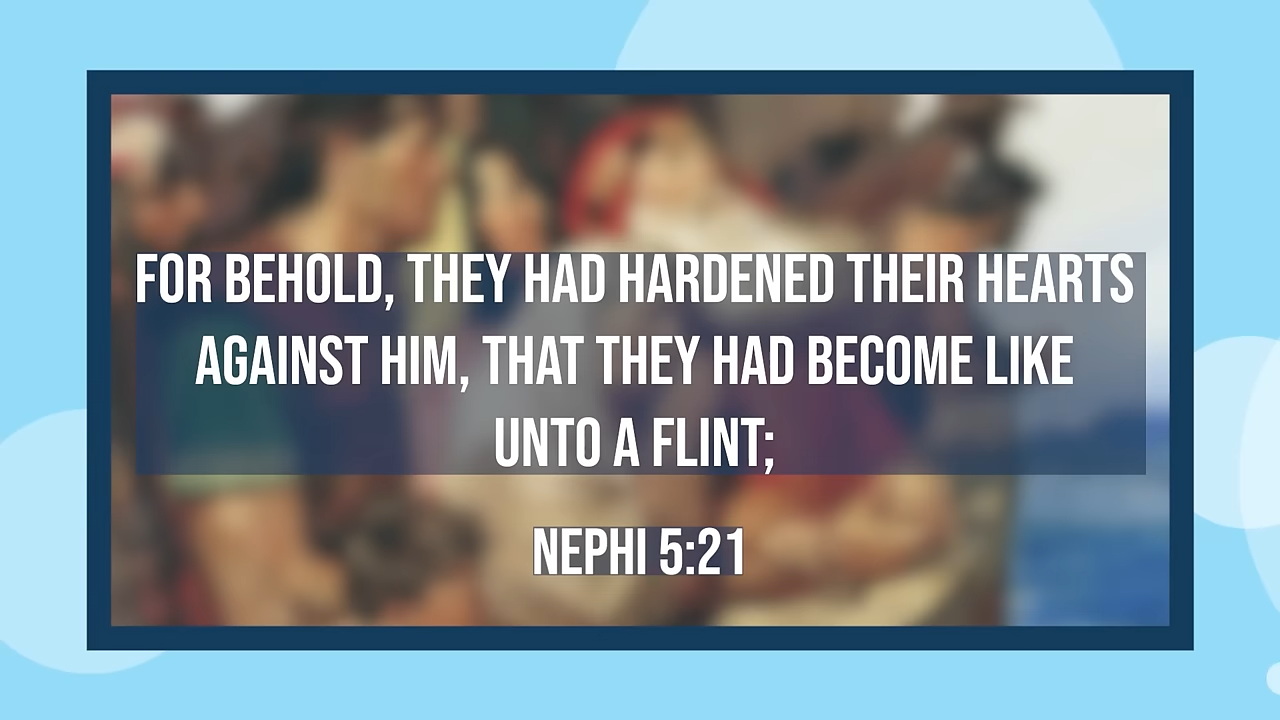 FOR BEHOLD, THEY HAD HARDENED THEIR HEARTS
AGAINST HIM, THAT THEY HAD BECOME LIKE
UNTO A FLINT;
NEPHI 5:21